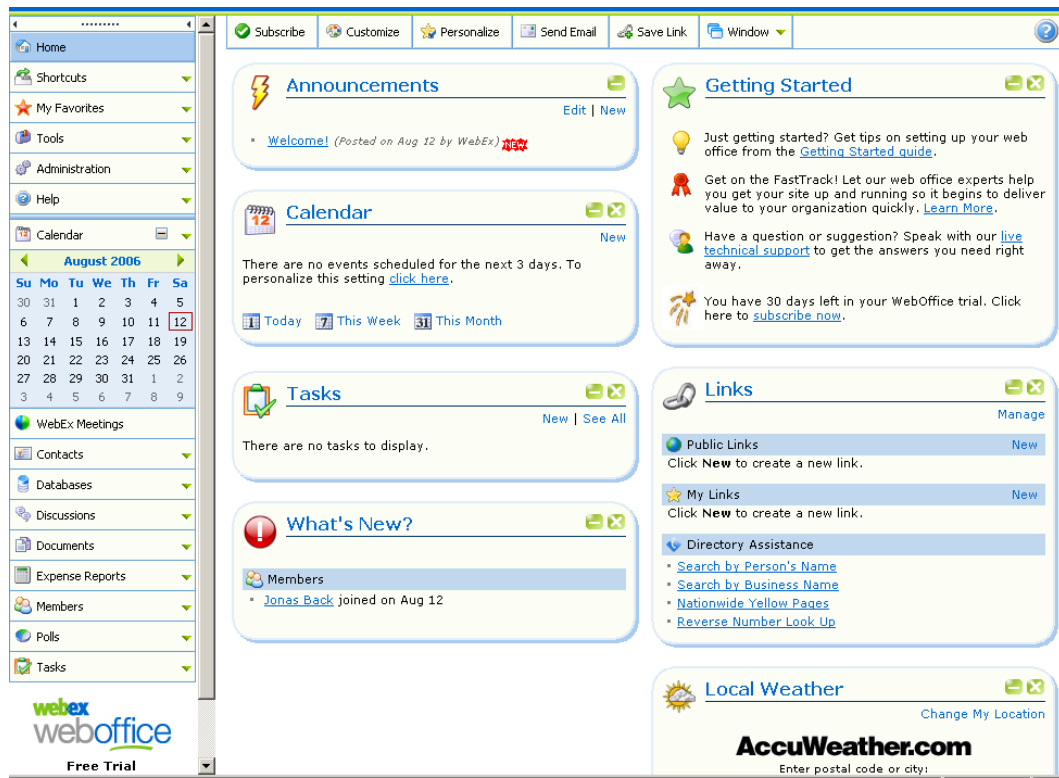 Home
Shortcuts
My Favorites
Tools
Administration
Help
Calendar
August 2006
Su Mo Tu We Th Fr Sa
30 31 1 2 3 4 5
6 7 8 9 10 11 12
13 14 15 16 17 18 19
20 21 22 23 24 25 26
27 28 29 30 31 1 2
3 4 5 6 7 8 9
WebEx Meetings
Contacts
Databases
Discussions
Documents
Expense Reports
Members
Polls
Tasks
webex
weboffice
Free Trial
Subscribe Customize Personalize Send Email Save Link Window ?
Announcements
Edit | New
Welcome! (Posted on Aug 12 by WebEx) NEW
Calendar
New
There are no events scheduled for the next 3 days. To
personalize this setting click here.
1 Today 7 This Week 31 This Month
Tasks
New | See All
There are no tasks to display.
What's New?
Members
Jonas Back joined on Aug 12
Getting Started
Just getting started? Get tips on setting up your web
office from the Getting Started guide.
Get on the FastTrack! Let our web office experts help
you get your site up and running so it begins to deliver
value to your organization quickly. Learn More.
Have a question or suggestion? Speak with our live
technical support to get the answers you need right
away.
You have 30 days left in your WebOffice trial. Click
here to subscribe now.
Links
Manage
Public Links New
Click New to create a new link.
My Links New
Click New to create a new link.
Directory Assistance
Search by Person's Name
Search by Business Name
Nationwide Yellow Pages
Reverse Number Look Up
Local Weather
Change My Location
AccuWeather.com
Enter postal code or city: